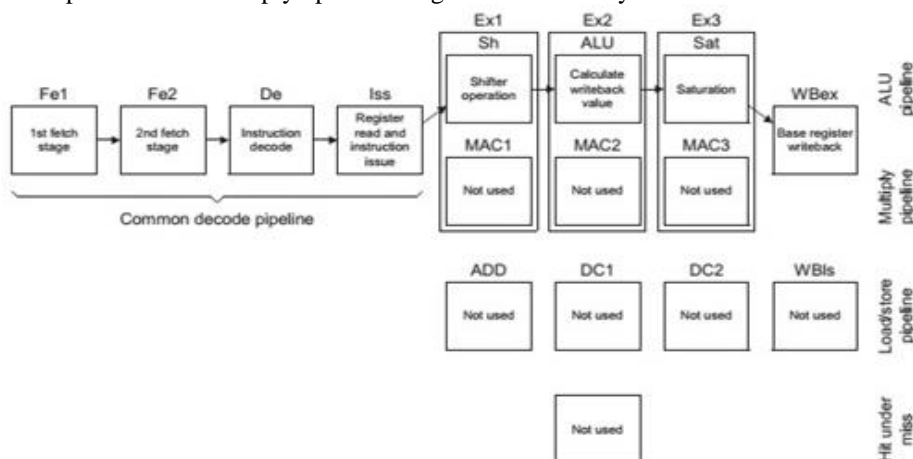 Ex1 Ex2 Ex3
Sh ALU Sat
Fe1 Fe2 De Iss WBex
1st fetch stage
2nd fetch stage
Instruction decode
Register read and instruction issue
Shifter operation
Calculate writeback value
Saturation
Base register writeback
ALU pipeline
MAC1 MAC2 MAC3
Not used Not used Not used
Multiply pipeline
Common decode pipeline
ADD DC1 DC2 WBls
Not used Not used Not used Not used
Load/store pipeline
Not used
Hit under miss